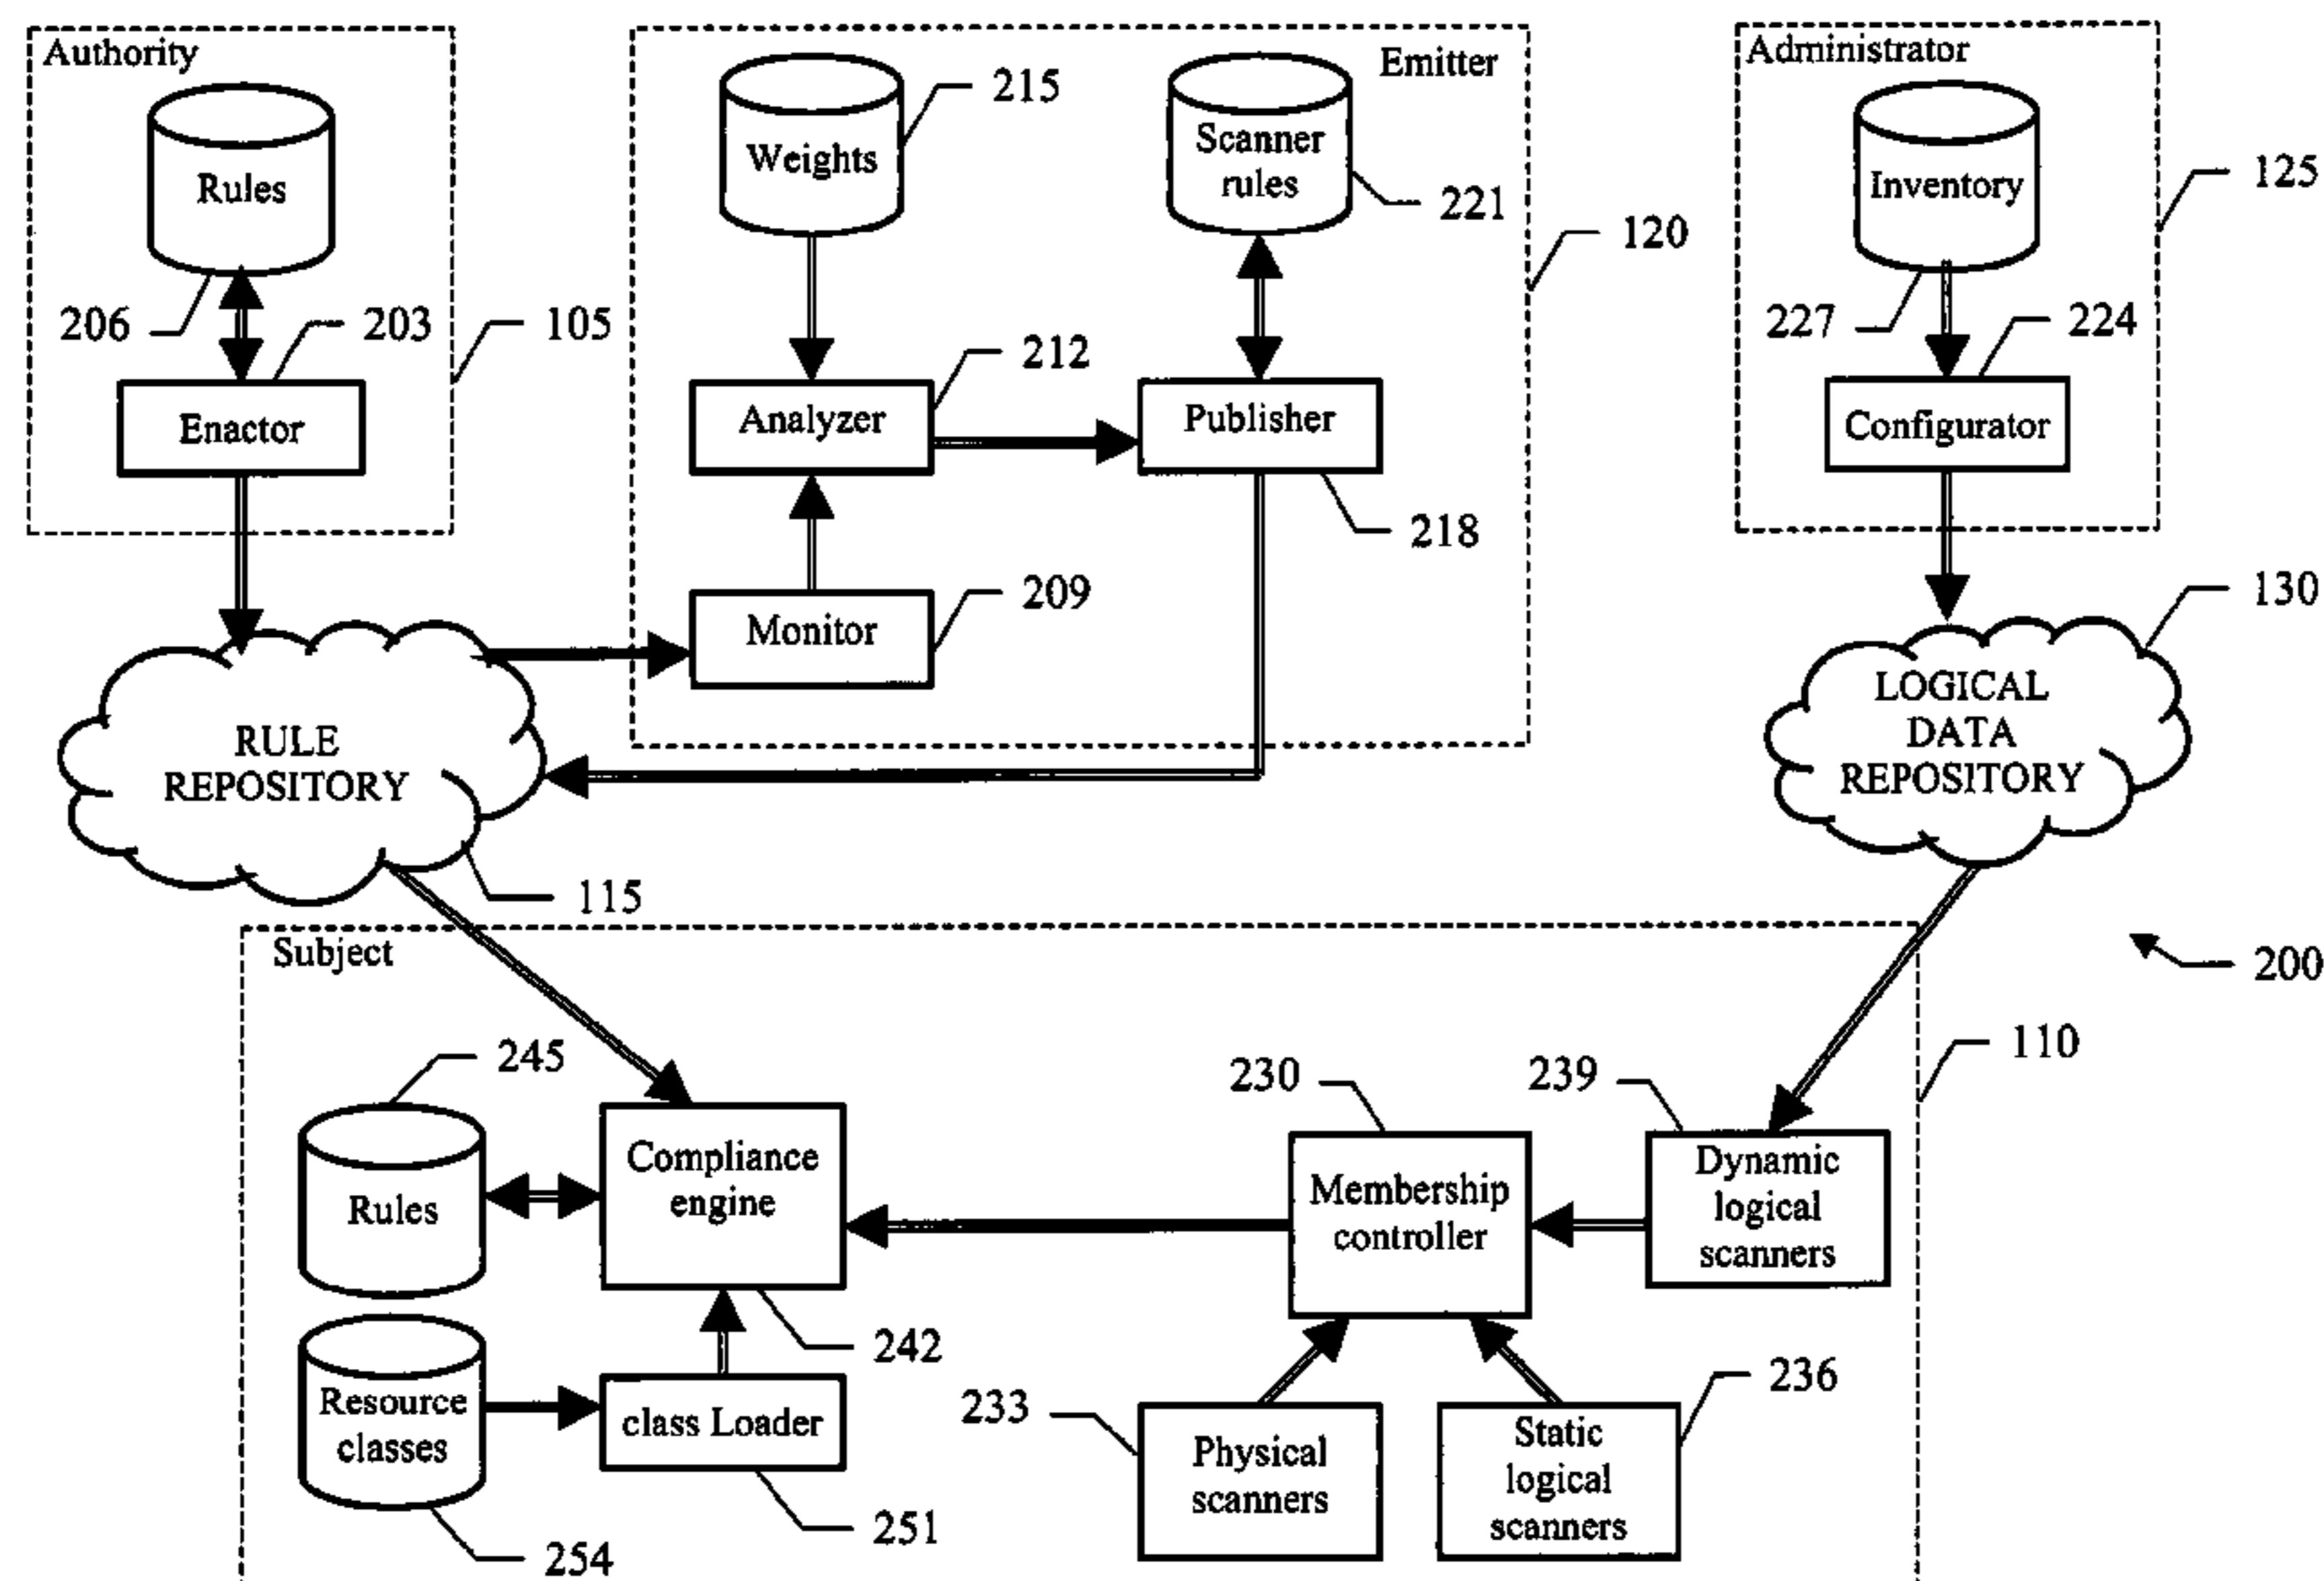 Authority
Rules
206
203
105
Enactor
Emitter
Weights
215
Scanner
rules
221
120
Analyzer
212
Publisher
218
Monitor
209
Administrator
Inventory
125
227
224
Configurator
130
RULE
REPOSITORY
115
LOGICAL
DATA
REPOSITORY
200
Subject
110
245
Rules
Compliance
engine
242
230
Membership
controller
239
Dynamic
logical
scanners
Resource
classes
254
class Loader
251
233
Physical
scanners
236
Static
logical
scanners